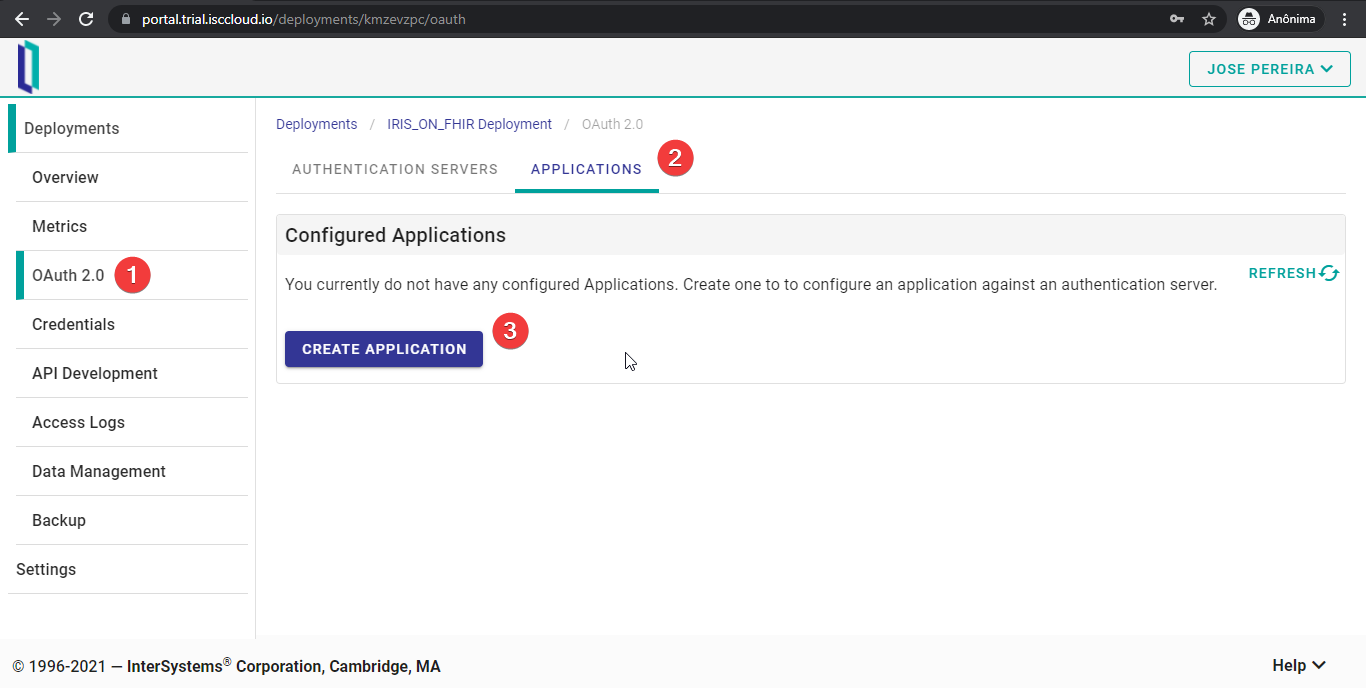 portal.trial.isccloud.io/deployments/kmzevzpc/oauth
Anônima
JOSE PEREIRA
Deployments
Overview
Metrics
OAuth 2.0 1
Credentials
API Development
Access Logs
Data Management
Backup
Settings
Deployments / IRIS_ON_FHIR Deployment / OAuth 2.0
AUTHENTICATION SERVERS APPLICATIONS 2
Configured Applications
REFRESH
You currently do not have any configured Applications. Create one to to configure an application against an authentication server.
CREATE APPLICATION 3
© 1996-2021 — InterSystems® Corporation, Cambridge, MA
Help